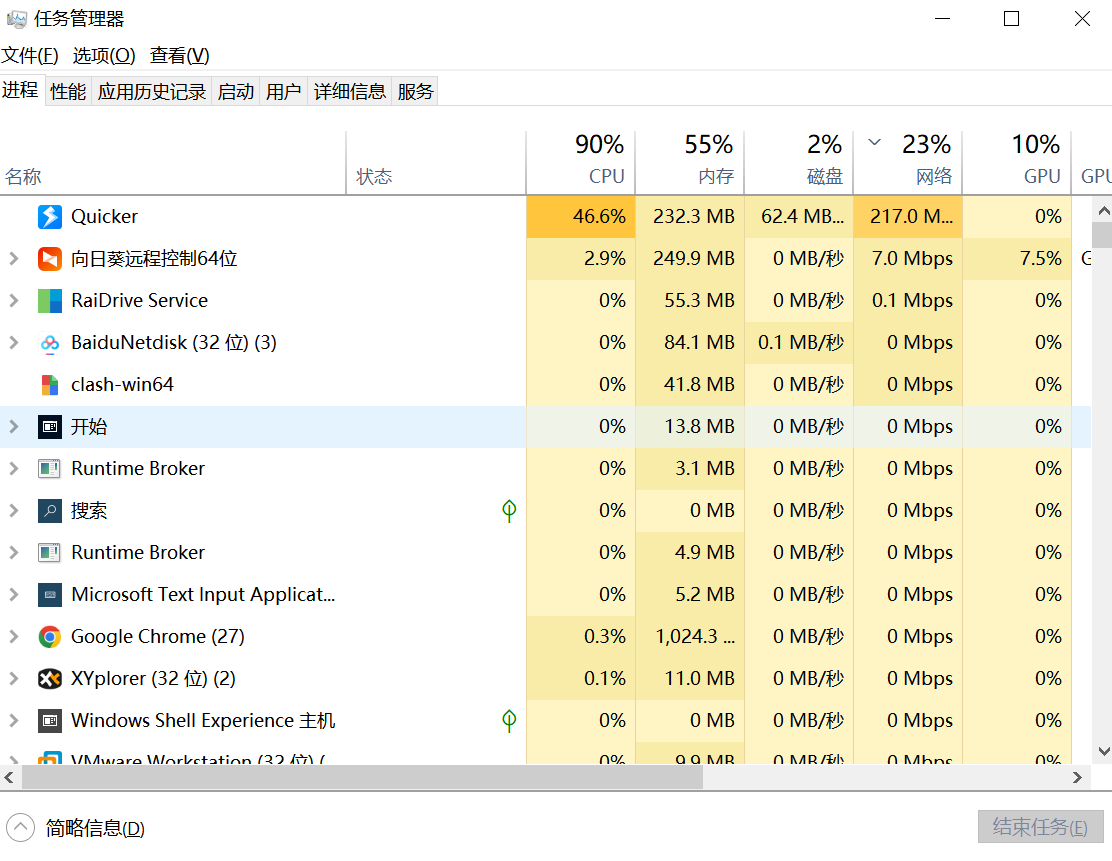 任务管理器
文件(F) 选项(O) 查看(V)
进程 性能 应用历史记录 启动 用户 详细信息 服务
90% 55% 2% 23% 10%
名称 状态 CPU 内存 磁盘 网络 GPU GPU
Quicker 46.6% 232.3 MB 62.4 MB... 217.0 M... 0%
向日葵远程控制64位 2.9% 249.9 MB 0 MB/秒 7.0 Mbps 7.5% G
RaiDrive Service 0% 55.3 MB 0 MB/秒 0.1 Mbps 0%
BaiduNetdisk (32 位) (3) 0% 84.1 MB 0.1 MB/秒 0 Mbps 0%
clash-win64 0% 41.8 MB 0 MB/秒 0 Mbps 0%
开始 0% 13.8 MB 0 MB/秒 0 Mbps 0%
Runtime Broker 0% 3.1 MB 0 MB/秒 0 Mbps 0%
搜索 0% 0 MB 0 MB/秒 0 Mbps 0%
Runtime Broker 0% 4.9 MB 0 MB/秒 0 Mbps 0%
Microsoft Text Input Applicat... 0% 5.2 MB 0 MB/秒 0 Mbps 0%
Google Chrome (27) 0.3% 1,024.3 ... 0 MB/秒 0 Mbps 0%
XYplorer (32 位) (2) 0.1% 11.0 MB 0 MB/秒 0 Mbps 0%
Windows Shell Experience 主机 0% 0 MB 0 MB/秒 0 Mbps 0%
VMware Workstation (32 位) ( 0% 9.9 MB 0 MB/秒 0 Mbps 0%
简略信息(D) 结束任务(E)